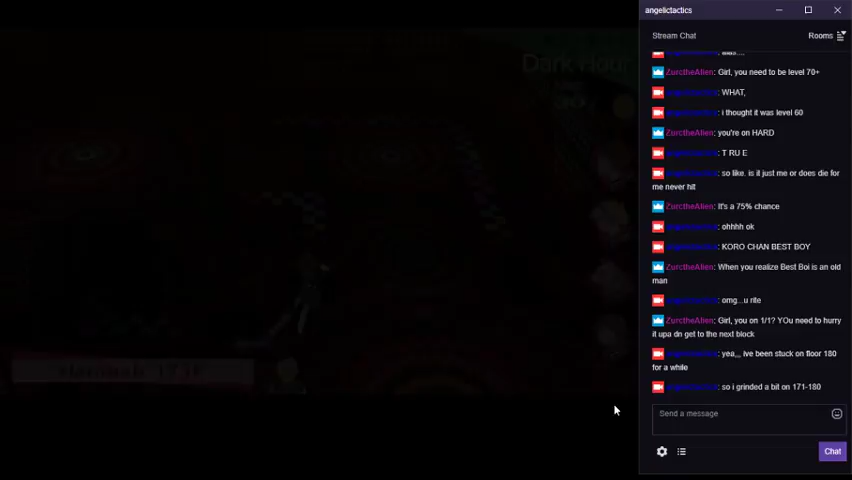 angelictactics
Stream Chat
Rooms
Dark Hour
ZurctheAlien: Girl, you need to be level 70+
: WHAT,
: i thought it was level 60
ZurctheAlien: you're on HARD
: T RU E
: so like. is it just me or does die for
me never hit
ZurctheAlien: It's a 75% chance
: ohhhh ok
: KORO CHAN BEST BOY
ZurctheAlien: When you realize Best Boi is an old
man
: omg...u rite
ZurctheAlien: Girl, you on 1/1? YOu need to hurry
it upa dn get to the next block
: yea,,, ive been stuck on floor 180
for a while
: so i grinded a bit on 171-180
Send a message
Chat